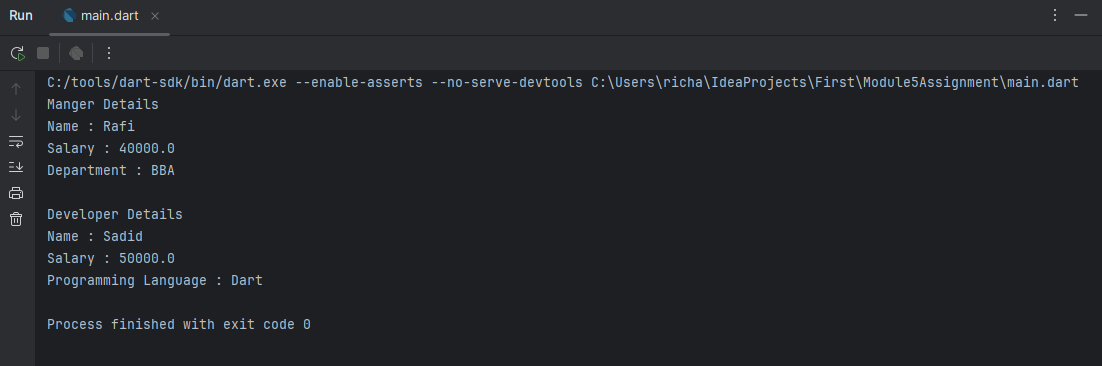 Run
main.dart
C:/tools/dart-sdk/bin/dart.exe --enable-asserts --no-serve-devtools C:\Users\richa\IdeaProjects\First\Module5Assignment\main.dart
Manger Details
Name : Rafi
Salary : 40000.0
Department : BBA
Developer Details
Name : Sadid
Salary : 50000.0
Programming Language : Dart
Process finished with exit code 0